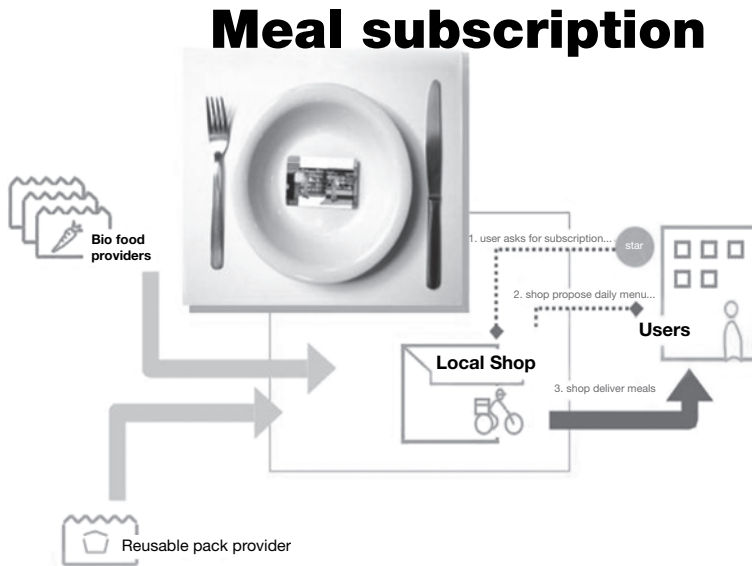 Meal subscription
Bio food
providers
1. user asks for subscription...
star
2. shop propose daily menu...
Users
Local Shop
3. shop deliver meals
Reusable pack provider